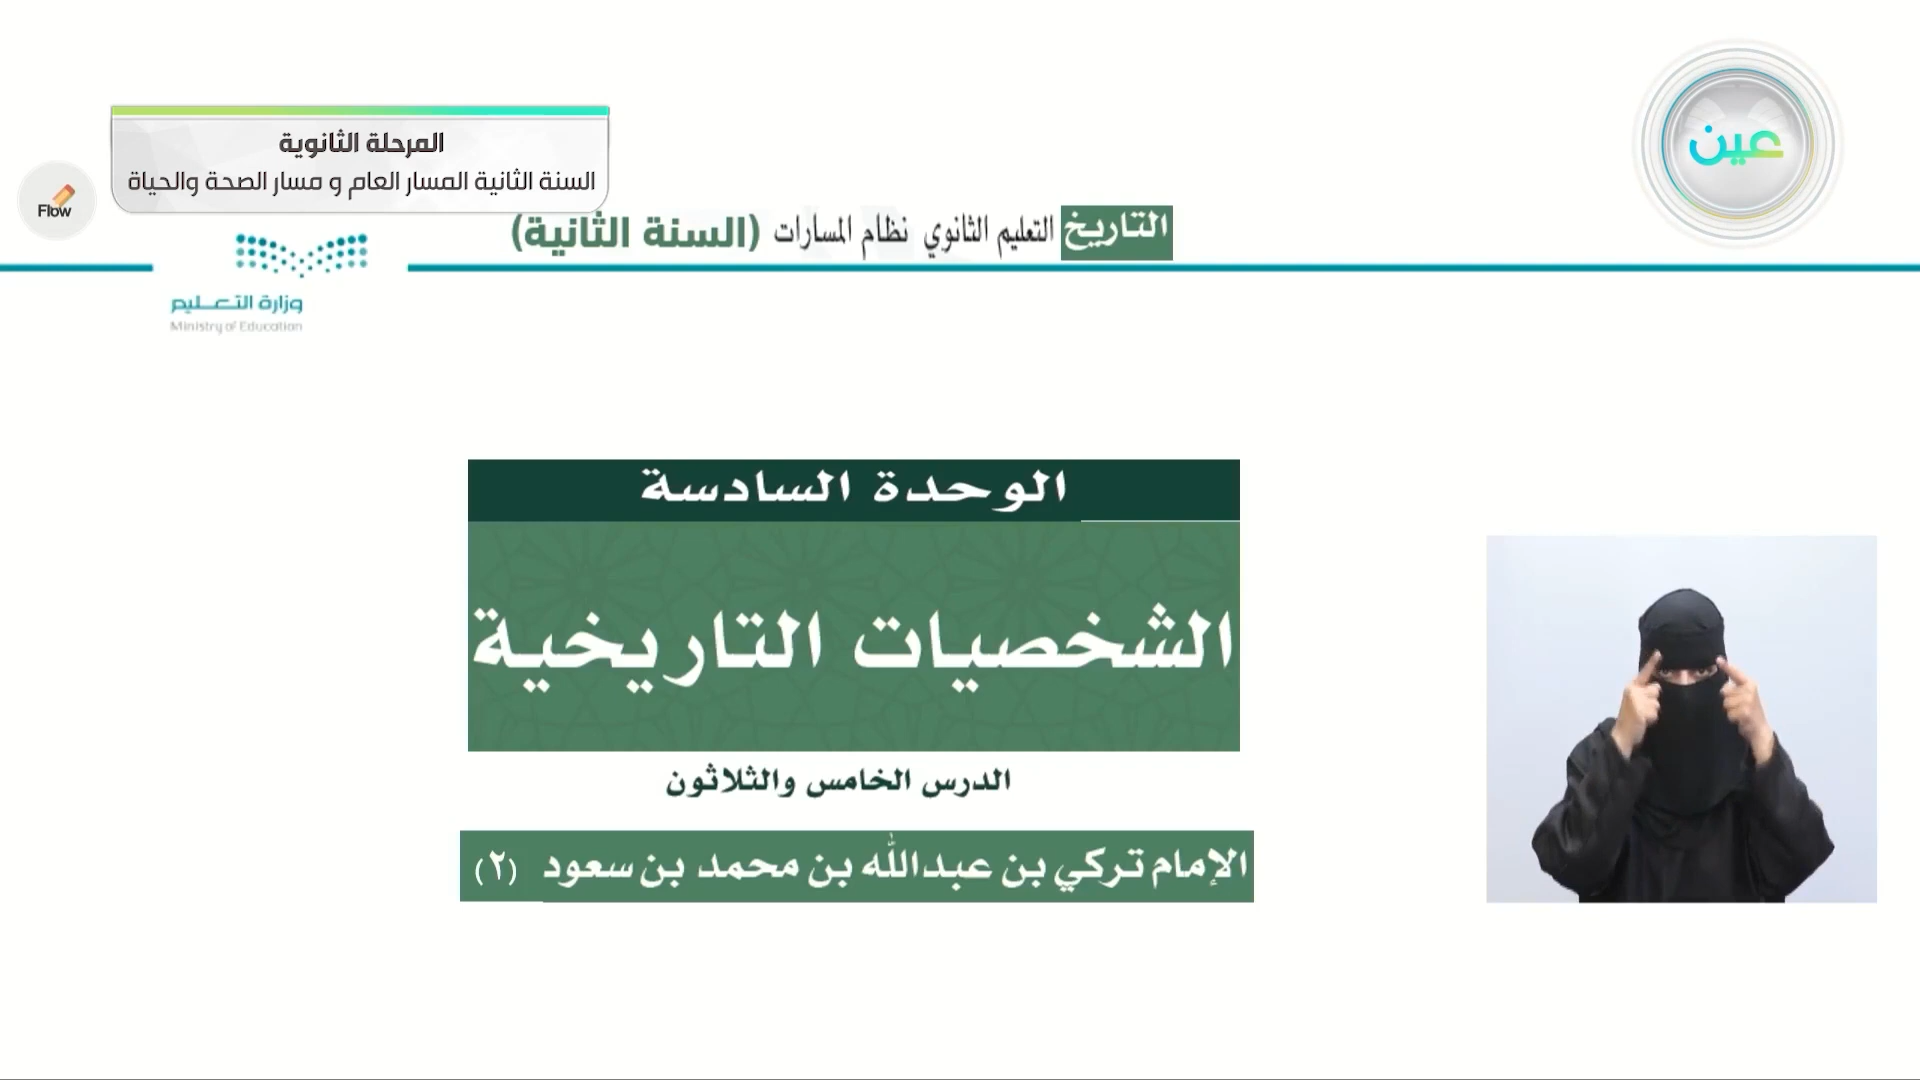 عين
المرحلة الثانوية
السنة الثانية المسار العام و مسار الصحة والحياة
Flow
التاريخ التعليم الثانوي نظام المسارات (السنة الثانية)
وزارة التعليم
Ministry of Education
الوحدة السادسة
الشخصيات التاريخية
الدرس الخامس والثلاثون
الإمام تركي بن عبدالله بن محمد بن سعود (٢)